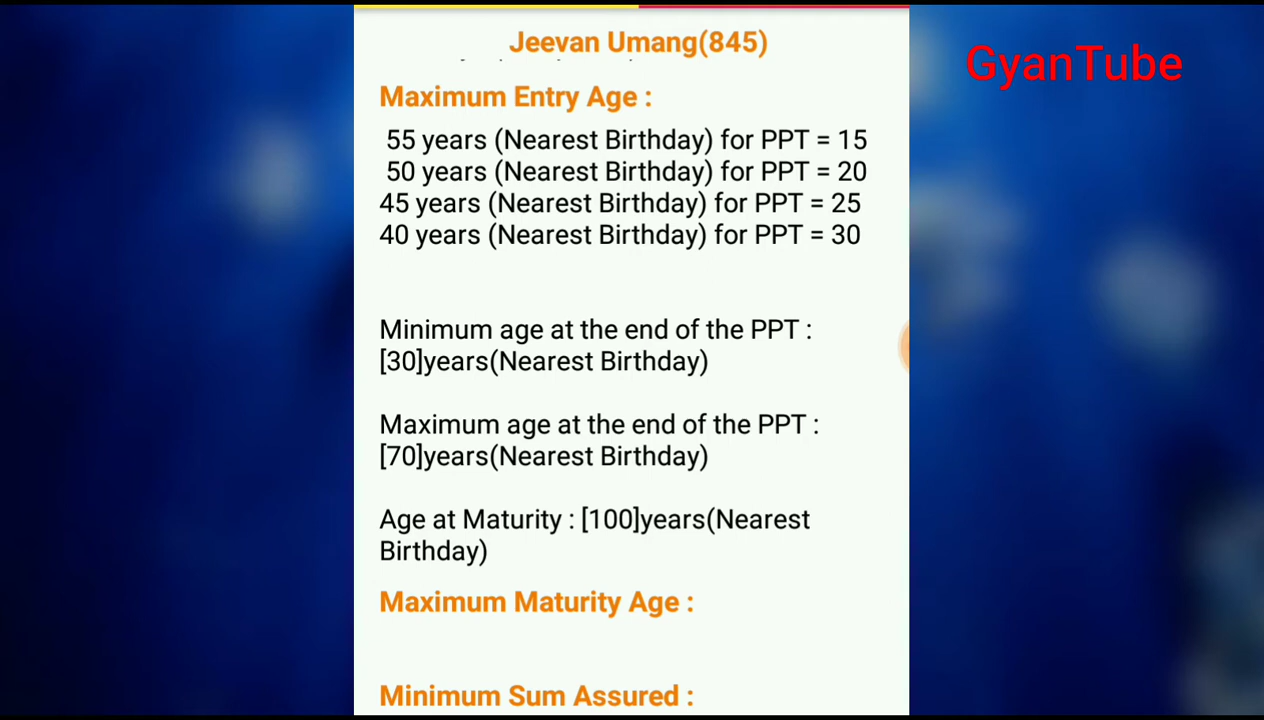 Jeevan Umang(845)
GyanTube
Maximum Entry Age :
55 years (Nearest Birthday) for PPT = 15
50 years (Nearest Birthday) for PPT = 20
45 years (Nearest Birthday) for PPT = 25
40 years (Nearest Birthday) for PPT = 30
Minimum age at the end of the PPT :
[30]years(Nearest Birthday)
Maximum age at the end of the PPT :
[70]years(Nearest Birthday)
Age at Maturity : [100]years(Nearest
Birthday)
Maximum Maturity Age :
Minimum Sum Assured :